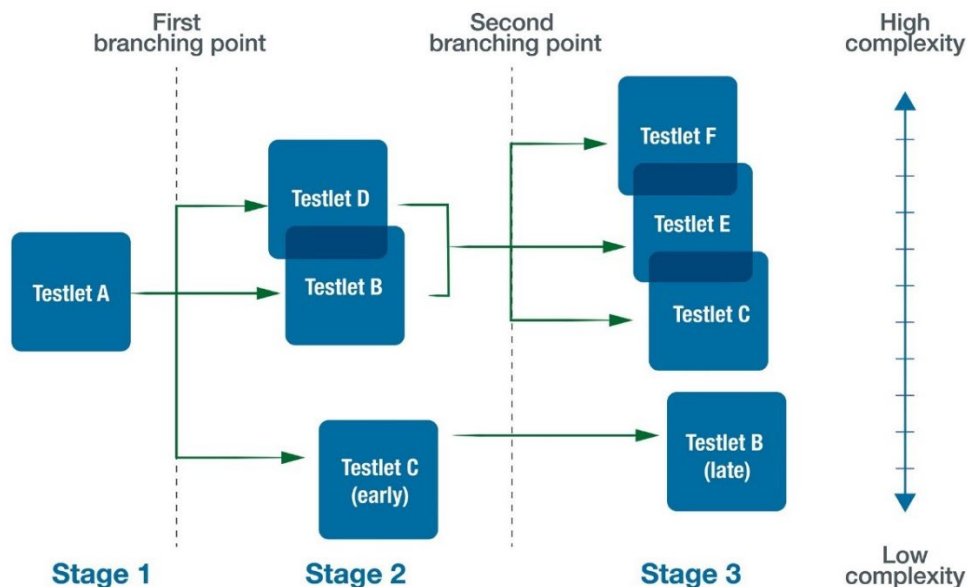 First
branching point
Second
branching point
High
complexity
Testlet A
Testlet D
Testlet B
Testlet C
(early)
Testlet F
Testlet E
Testlet C
Testlet B
(late)
Stage 1
Stage 2
Stage 3
Low
complexity